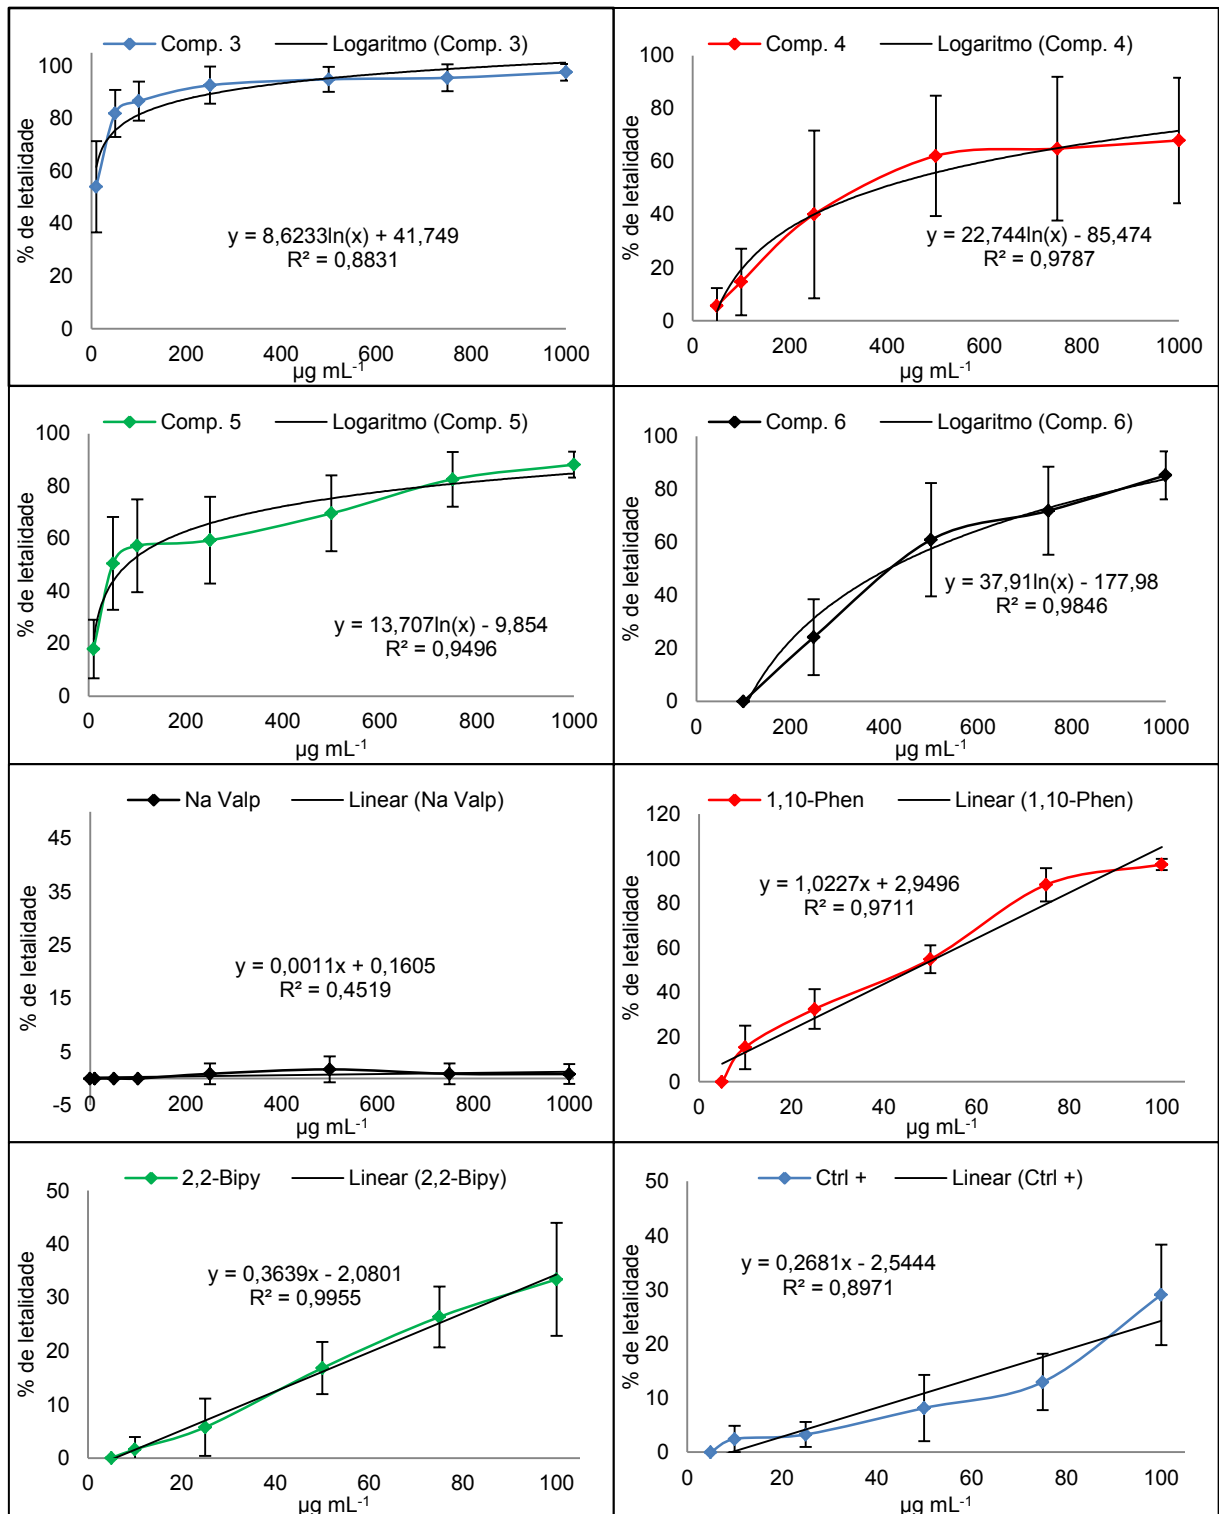 Comp. 3 Logaritmo (Comp. 3)
100
80
60
40
20
0
% de letalidade
y = 8,6233ln(x) + 41,749
R² = 0,8831
0 200 400 600 800 1000
µg mL⁻¹
Comp. 4 Logaritmo (Comp. 4)
100
80
60
40
20
0
% de letalidade
y = 22,744ln(x) - 85,474
R² = 0,9787
0 200 400 600 800 1000
µg mL⁻¹
Comp. 5 Logaritmo (Comp. 5)
100
80
60
40
20
0
% de letalidade
y = 13,707ln(x) - 9,854
R² = 0,9496
0 200 400 600 800 1000
µg mL⁻¹
Comp. 6 Logaritmo (Comp. 6)
100
80
60
40
20
0
% de letalidade
y = 37,91ln(x) - 177,98
R² = 0,9846
0 200 400 600 800 1000
µg mL⁻¹
Na Valp Linear (Na Valp)
45
35
25
15
5
-5
% de letalidade
y = 0,0011x + 0,1605
R² = 0,4519
0 200 400 600 800 1000
µg mL⁻¹
1,10-Phen Linear (1,10-Phen)
120
100
80
60
40
20
0
% de letalidade
y = 1,0227x + 2,9496
R² = 0,9711
0 20 40 60 80 100
µg mL⁻¹
2,2-Bipy Linear (2,2-Bipy)
50
40
30
20
10
0
% de letalidade
y = 0,3639x - 2,0801
R² = 0,9955
0 20 40 60 80 100
µg mL⁻¹
Ctrl + Linear (Ctrl +)
50
40
30
20
10
0
% de letalidade
y = 0,2681x - 2,5444
R² = 0,8971
0 20 40 60 80 100
µg mL⁻¹